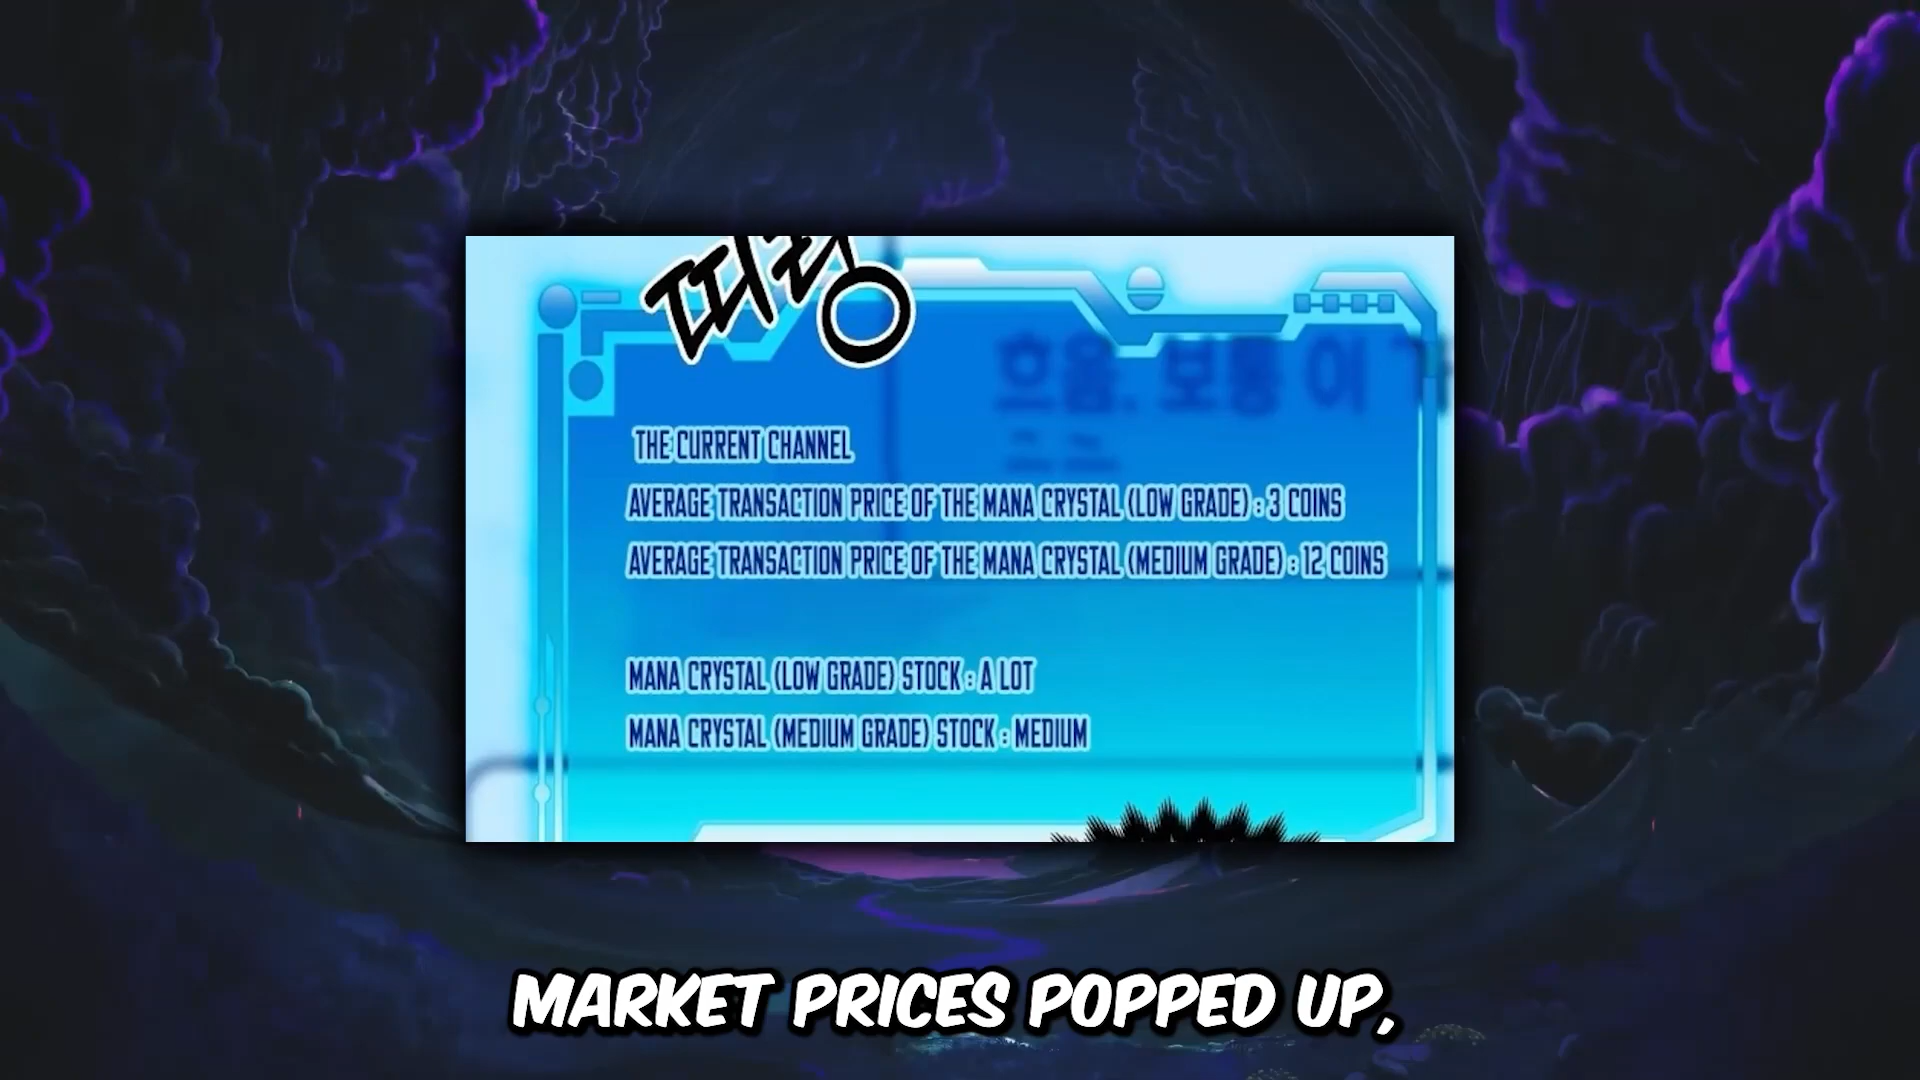 띠링
THE CURRENT CHANNEL
AVERAGE TRANSACTION PRICE OF THE MANA CRYSTAL (LOW GRADE) : 3 COINS
AVERAGE TRANSACTION PRICE OF THE MANA CRYSTAL (MEDIUM GRADE) : 12 COINS
MANA CRYSTAL (LOW GRADE) STOCK : A LOT
MANA CRYSTAL (MEDIUM GRADE) STOCK : MEDIUM
MARKET PRICES POPPED UP,